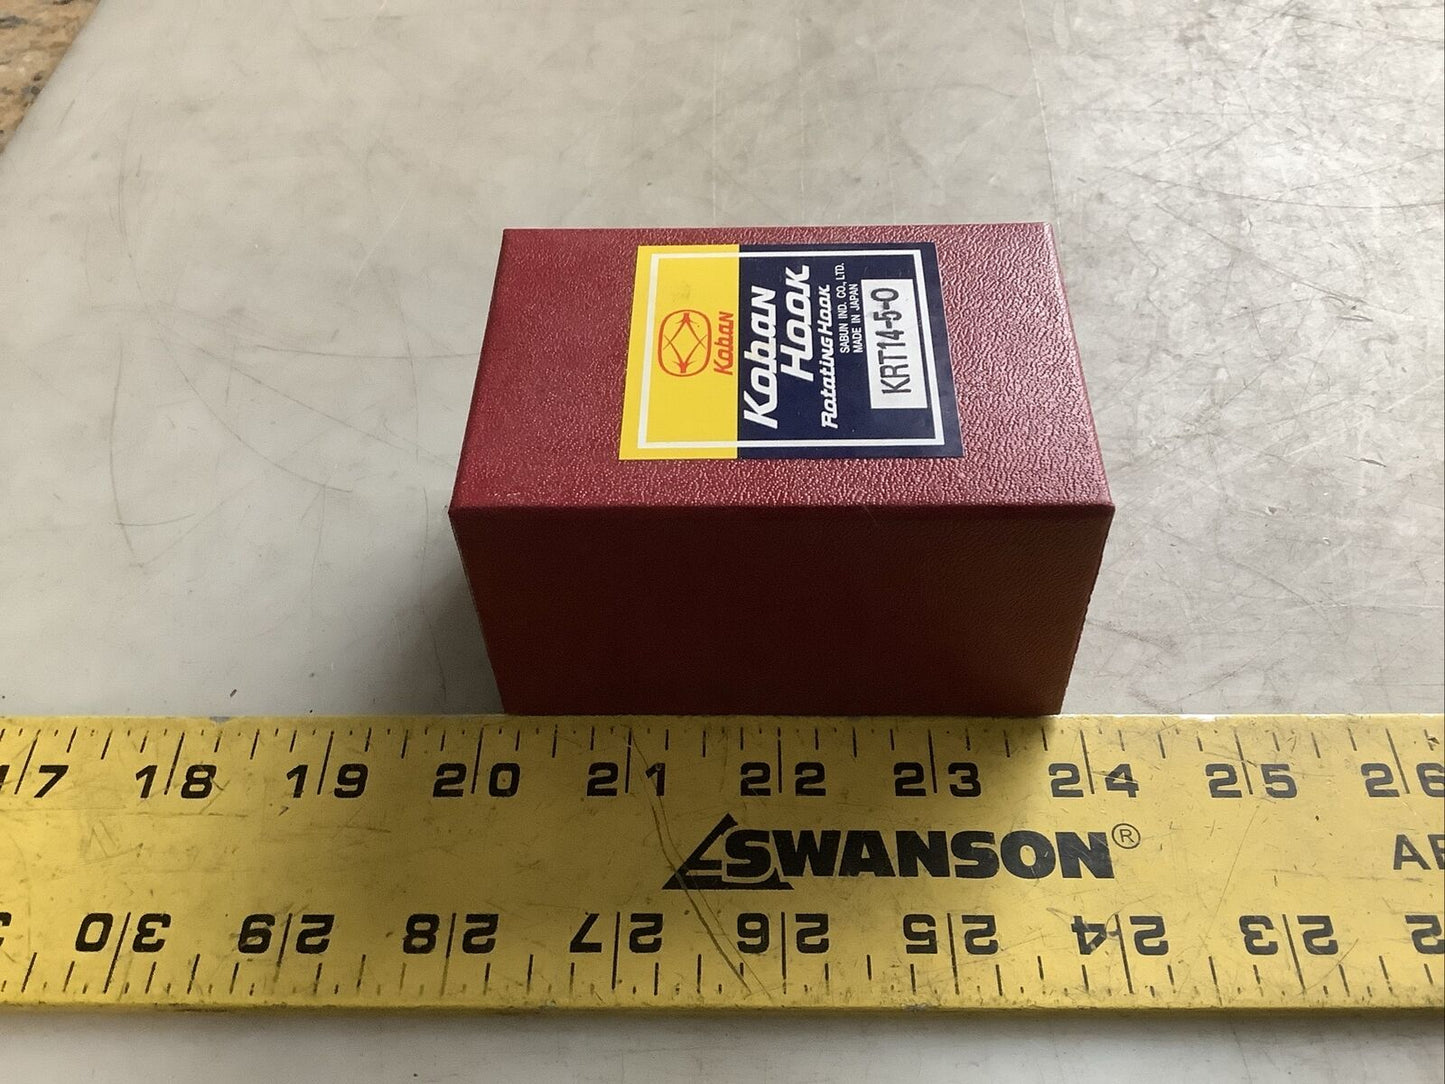 Koban
Koban
Hook
Rotating Hook
SABUN IND. CO., LTD.
MADE IN JAPAN
KRT14-5-0
17 18 19 20 21 22 23 24 25 26
SWANSON®
30 29 28 27 26 25 24 23